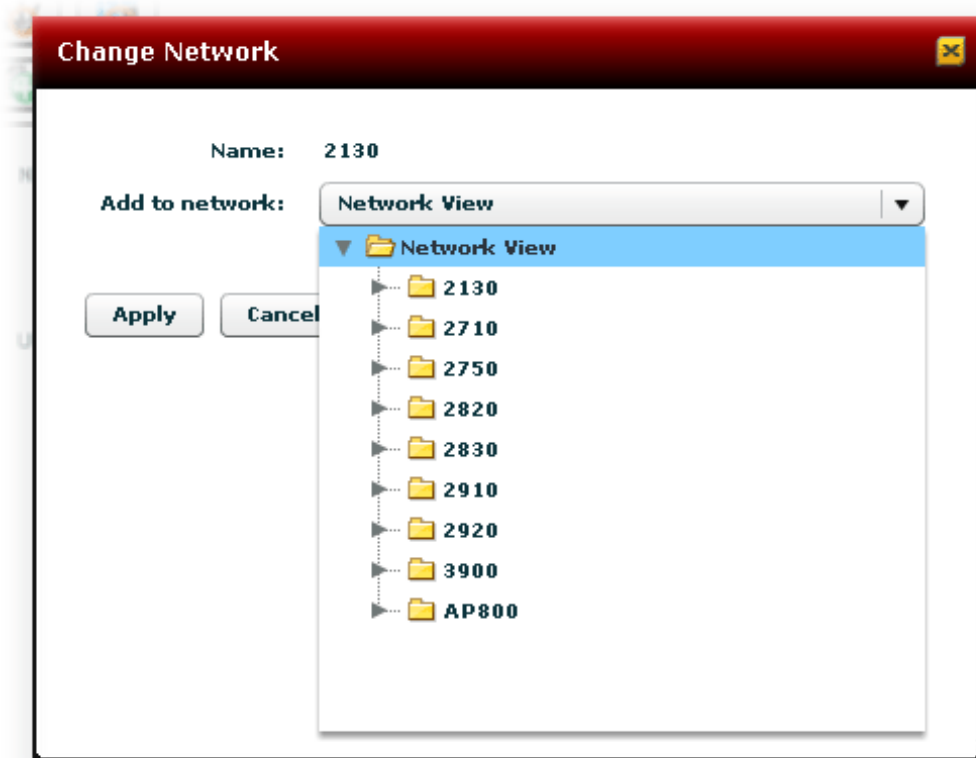 Change Network
Name: 2130
Add to network: Network View
Network View
2130
Apply Cancel
2710
2750
2820
2830
2910
2920
3900
AP800